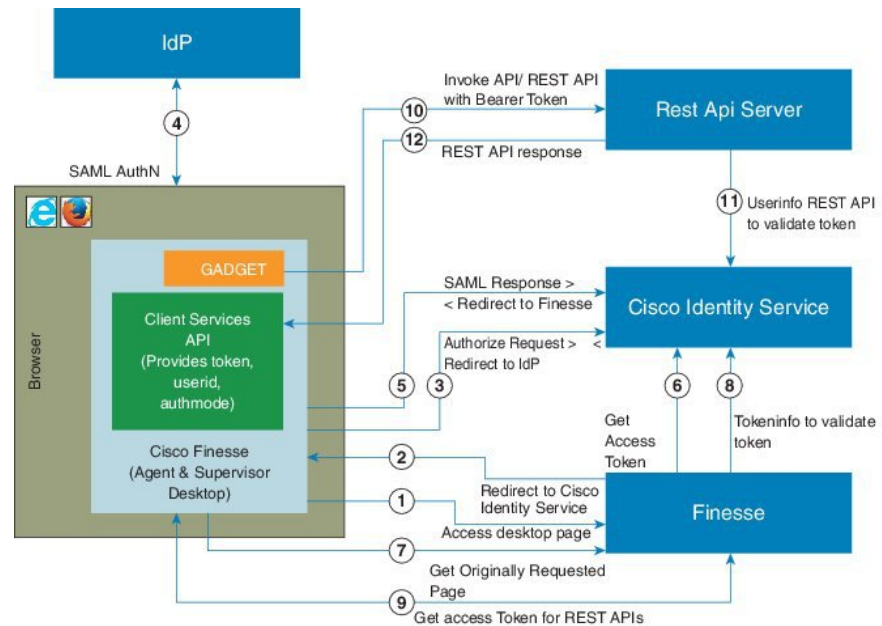 IdP
4
SAML AuthN
Browser
GADGET
Client Services
API
(Provides token,
userid,
authmode)
Cisco Finesse
(Agent & Supervisor
Desktop)
Invoke API/ REST API
with Bearer Token
10
12
REST API response
Rest Api Server
11
Userinfo REST API
to validate token
SAML Response >
< Redirect to Finesse
Cisco Identity Service
Authorize Request > <
Redirect to IdP
5
3
6
8
Get
Access
Token
Tokeninfo to validate
token
2
Redirect to Cisco
Identity Service
1
Access desktop page
Finesse
7
Get Originally Requested
Page
9
Get access Token for REST APIs